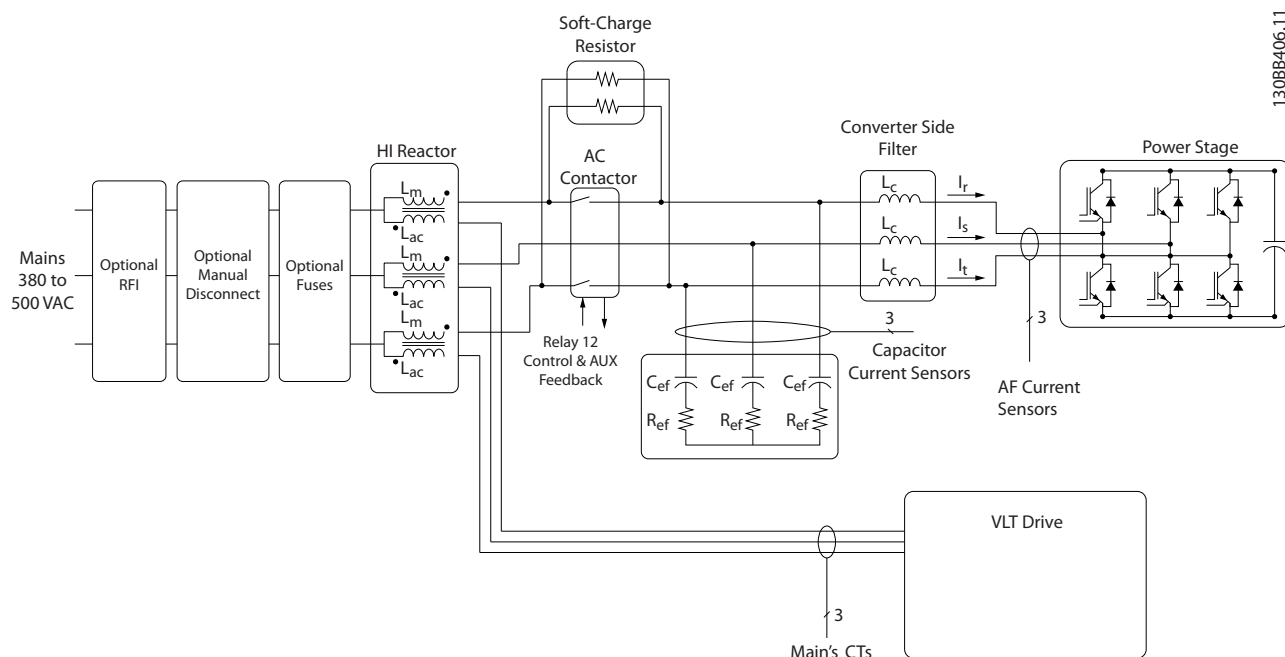 130BB406.11
Soft-Charge
Resistor
HI Reactor
AC
Contactor
Converter Side
Filter
Power Stage
Mains
380 to
500 VAC
Optional
RFI
Optional
Manual
Disconnect
Optional
Fuses
Lm
Lac
Lm
Lac
Lm
Lac
Lc
Lc
Lc
Ir
Is
It
Relay 12
Control & AUX
Feedback
3
Capacitor
Current Sensors
3
AF Current
Sensors
Cef
Cef
Cef
Ref
Ref
Ref
VLT Drive
3
Main's CTs